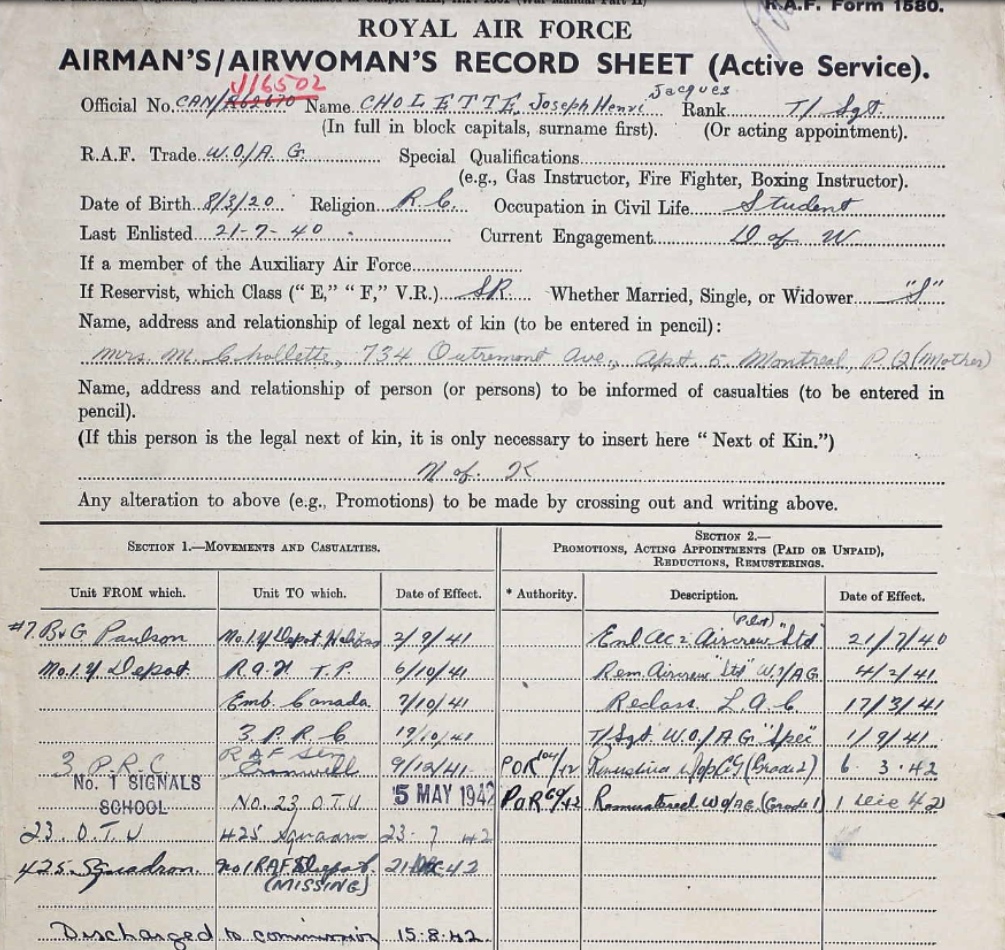 R.A.F. Form 1580.
ROYAL AIR FORCE
AIRMAN'S/AIRWOMAN'S RECORD SHEET (Active Service).
J16502
Official No. CAN/R62670 Name CHOLETTE, Joseph Henri Jacques Rank T/Sgt.
(In full in block capitals, surname first). (Or acting appointment).
R.A.F. Trade W.O./A.G. Special Qualifications
(e.g., Gas Instructor, Fire Fighter, Boxing Instructor).
Date of Birth 8/3/20 Religion R.C. Occupation in Civil Life Student
Last Enlisted 21-7-40 Current Engagement D of W
If a member of the Auxiliary Air Force
If Reservist, which Class ("E," "F," V.R.) SR. Whether Married, Single, or Widower "S"
Name, address and relationship of legal next of kin (to be entered in pencil):
Mrs. M. Chollette, 734 Outremont Ave., Apt. 5 Montreal, P.Q (Mother)
Name, address and relationship of person (or persons) to be informed of casualties (to be entered in
pencil).
(If this person is the legal next of kin, it is only necessary to insert here "Next of Kin.")
N of K
Any alteration to above (e.g., Promotions) to be made by crossing out and writing above.
SECTION 1.—MOVEMENTS AND CASUALTIES. SECTION 2.—
PROMOTIONS, ACTING APPOINTMENTS (PAID OR UNPAID),
REDUCTIONS, REMUSTERINGS.
Unit FROM which. Unit TO which. Date of Effect. * Authority. Description. Date of Effect.
#7 B&G Paulson No.1.Y Depot Halifax 2/9/41 Enl AC2 Aircrew "Std" 21/7/40
No.1.Y Depot. 6/10/41 Rem. Aircrew "Std" W.O/AG 4/2/41
Emb. Canada 7/10/41 Reclass L.A.C 17/3/41
3 P.R.C 19/10/41 T/Sgt. W.O./A G "Spec" 1/9/41
3 P.R.C RAF Cranwell 9/12/41 POR /42 (Grade 2) 6.3.42
No. 1 SIGNALS
SCHOOL No. 23 O.T.U 5 MAY 1942 POR 69/42 Remustered W O/AG (Grade 1) 1 42
23. O.T.U 425 Squadron 23-7 42
425 Squadron No 1 RAF Depot. 21 DEC 42
(MISSING)
Discharged to commission 15.8.42.